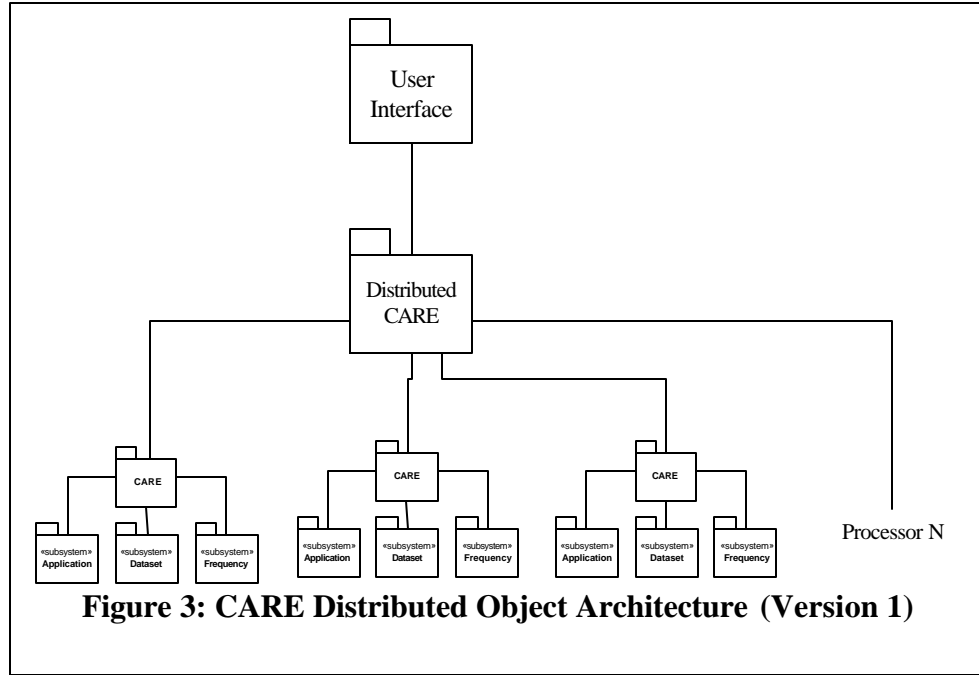 User
Interface
Distributed
CARE
CARE
CARE
CARE
«subsystem»
Application
«subsystem»
Dataset
«subsystem»
Frequency
«subsystem»
Application
«subsystem»
Dataset
«subsystem»
Frequency
«subsystem»
Application
«subsystem»
Dataset
«subsystem»
Frequency
Processor N
Figure 3: CARE Distributed Object Architecture (Version 1)